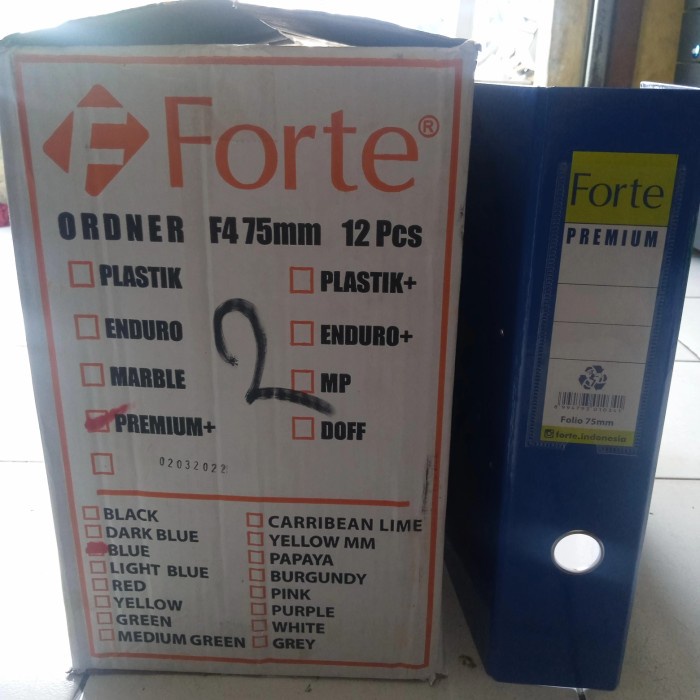 F Forte®
ORDNER F4 75mm 12 Pcs
PLASTIK
PLASTIK+
ENDURO
ENDURO+
MARBLE
MP
PREMIUM+
DOFF
2
02032022
BLACK
DARK BLUE
BLUE
LIGHT BLUE
RED
YELLOW
GREEN
MEDIUM GREEN
CARRIBEAN LIME
YELLOW MM
PAPAYA
BURGUNDY
PINK
PURPLE
WHITE
GREY
Forte
PREMIUM
Folio 75mm
forte.indonesia